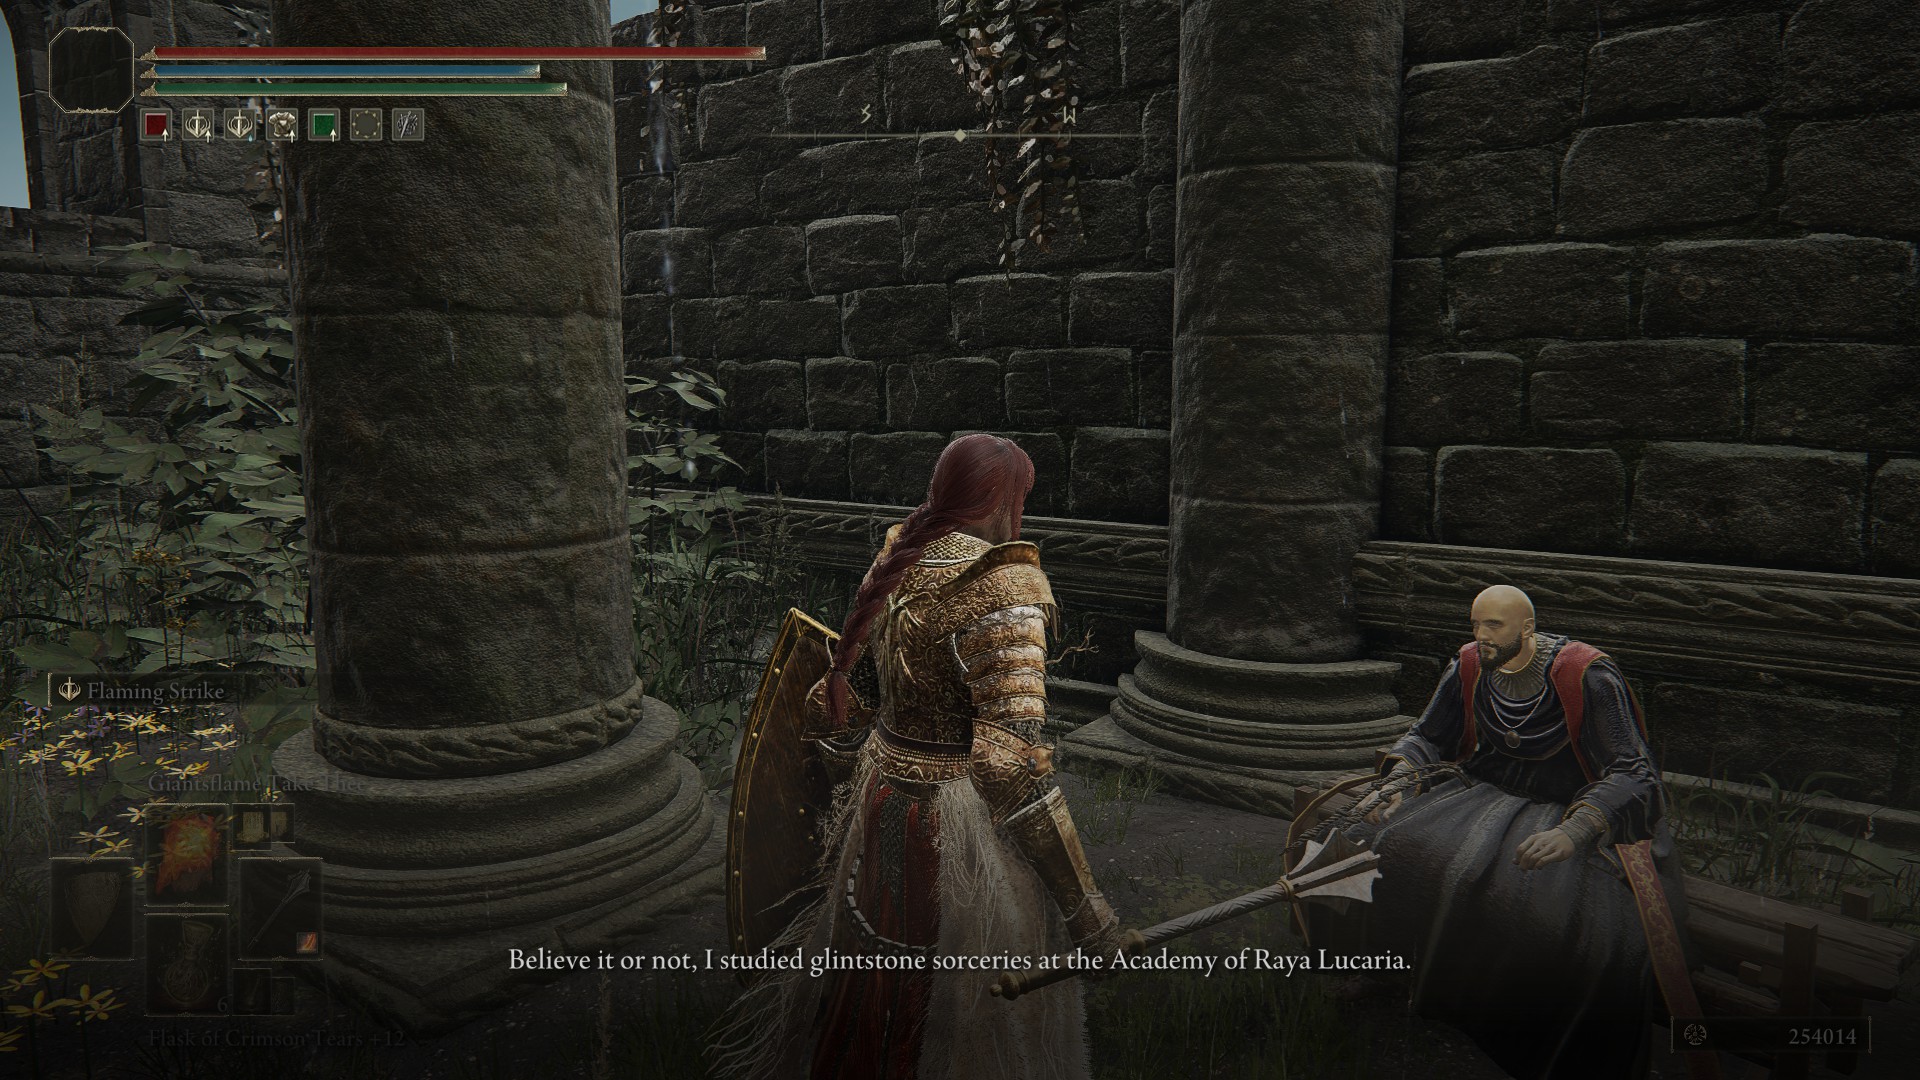 S
W
Flaming Strike
Giantsflame Take Thee
Believe it or not, I studied glintstone sorceries at the Academy of Raya Lucaria.
6
Flask of Crimson Tears +12
254014